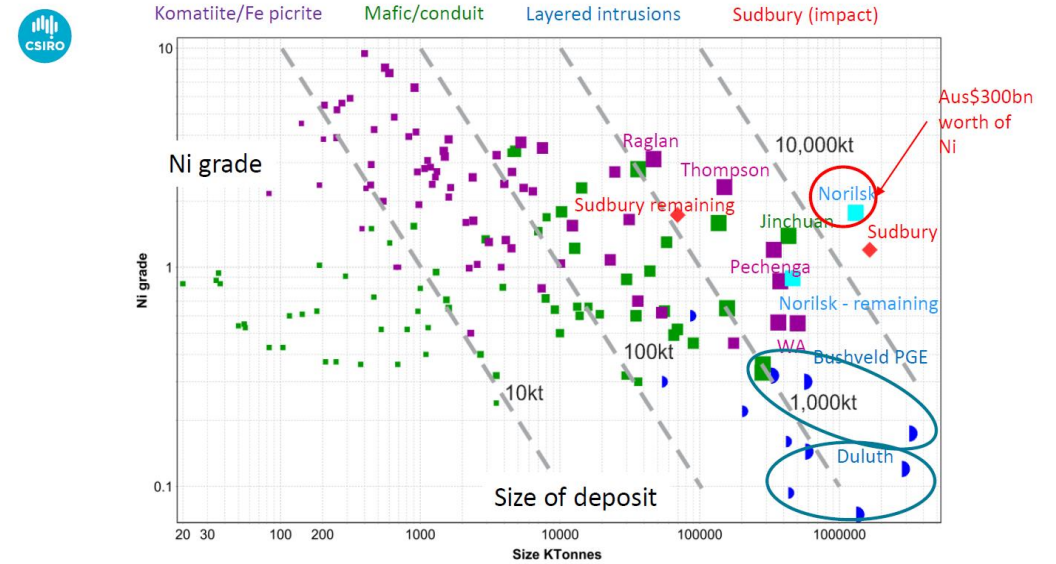 Komatiite/Fe picrite
Mafic/conduit
Layered intrusions
Sudbury (impact)
CSIRO
10
Aus$300bn
worth of
Ni
10,000kt
Raglan
Ni grade
Thompson
Norilsk
Sudbury remaining
Jinchuan
Sudbury
1
Pechenga
Ni grade
Norilsk - remaining
WA
Bushveld PGE
100kt
10kt
1,000kt
Duluth
0.1
Size of deposit
20 30 100 200 1000 10000 100000 1000000
Size KTonnes